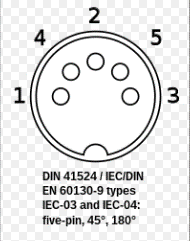 2
4 5
1 3
DIN 41524 / IEC/DIN
EN 60130-9 types
IEC-03 and IEC-04:
five-pin, 45°, 180°